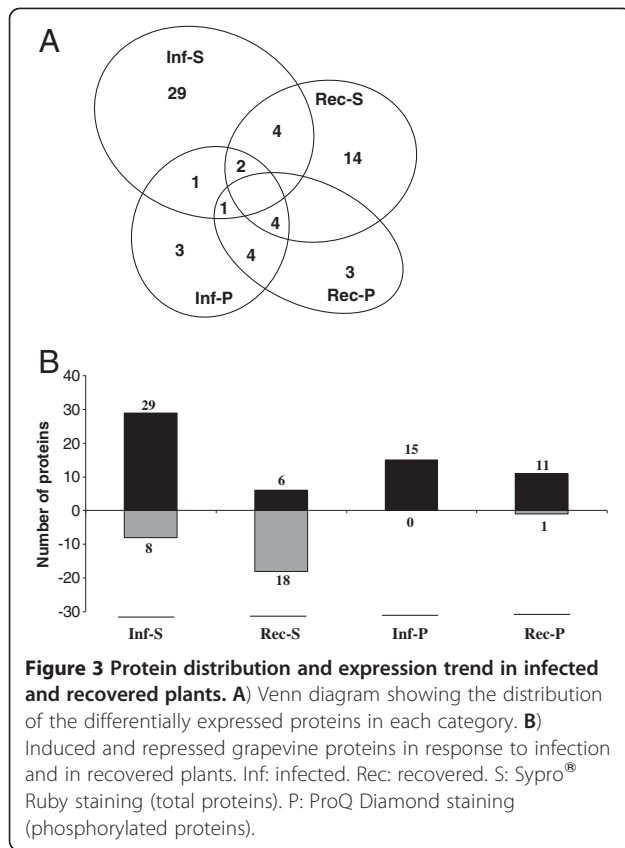 A
Inf-S
29
Rec-S
4
14
2
1
1
4
3
4
3
Inf-P
Rec-P
B
Number of proteins
40
30
20
10
0
-10
-20
-30
29
8
6
18
15
0
11
1
Inf-S Rec-S Inf-P Rec-P
Figure 3 Protein distribution and expression trend in infected
and recovered plants. A) Venn diagram showing the distribution
of the differentially expressed proteins in each category. B)
Induced and repressed grapevine proteins in response to infection
and in recovered plants. Inf: infected. Rec: recovered. S: Sypro®
Ruby staining (total proteins). P: ProQ Diamond staining
(phosphorylated proteins).